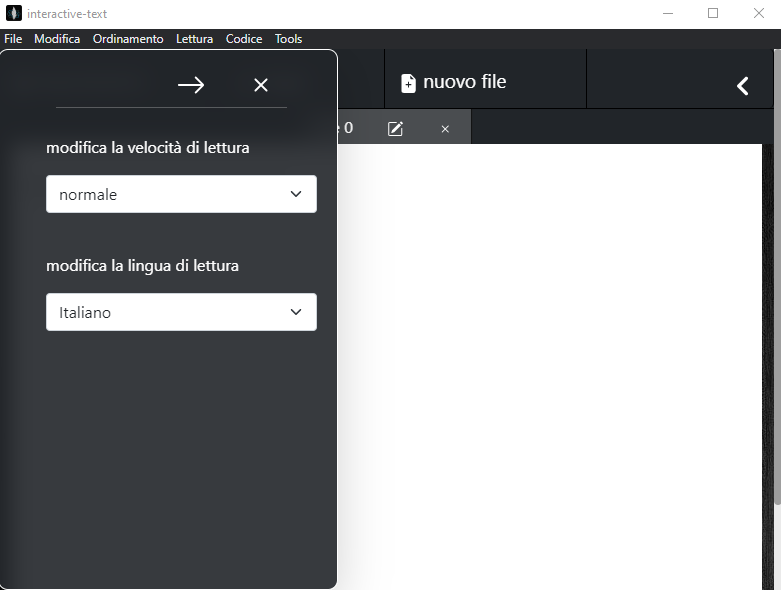 interactive-text
File Modifica Ordinamento Lettura Codice Tools
nuovo file
0
modifica la velocità di lettura
normale
modifica la lingua di lettura
Italiano